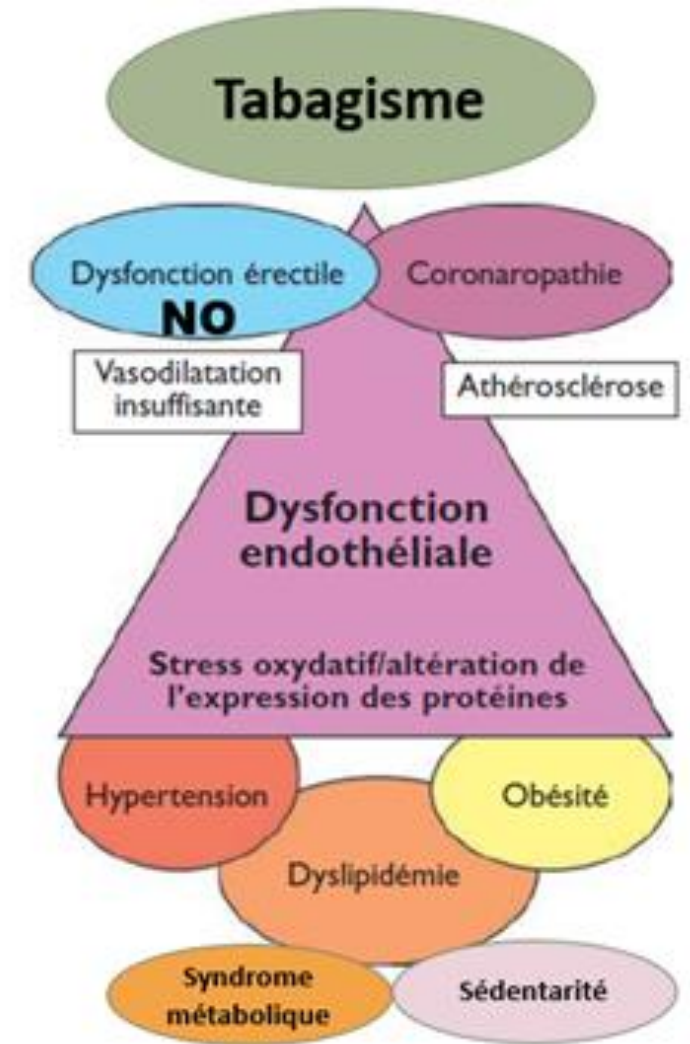 Tabagisme
Dysfonction érectile
NO
Coronaropathie
Vasodilatation
insuffisante
Athérosclérose
Dysfonction
endothéliale
Stress oxydatif/altération de
l'expression des protéines
Hypertension
Obésité
Dyslipidémie
Syndrome
métabolique
Sédentarité